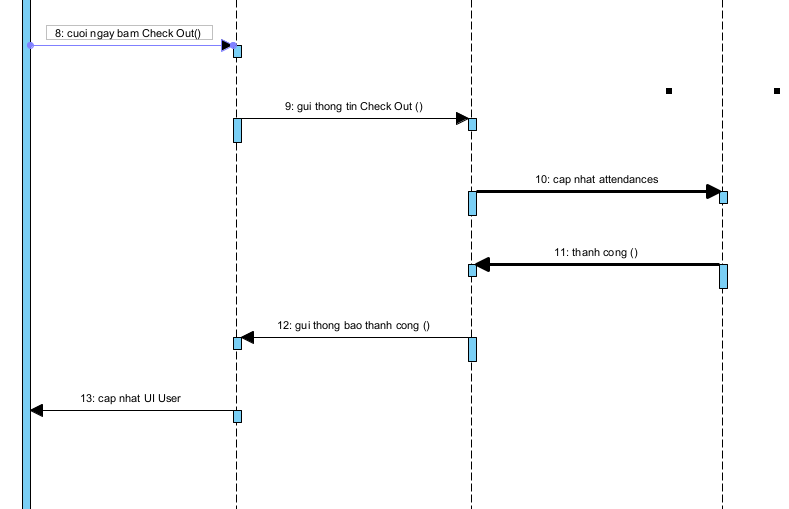 8: cuoi ngay bam Check Out()
9: gui thong tin Check Out ()
10: cap nhat attendances
11: thanh cong ()
12: gui thong bao thanh cong ()
13: cap nhat UI User